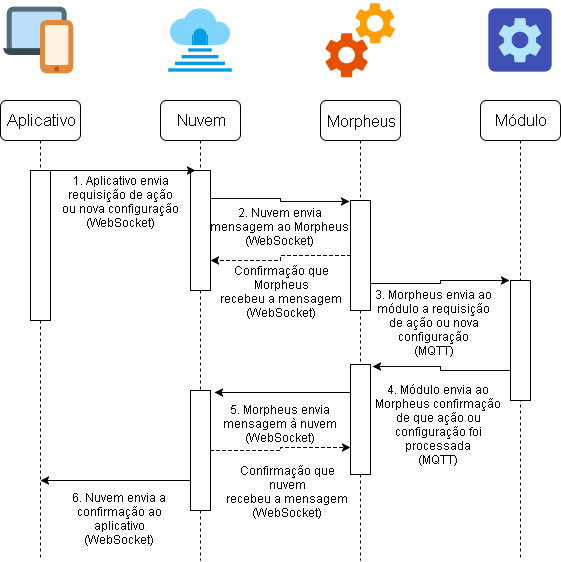 Aplicativo
Nuvem
Morpheus
Módulo
1. Aplicativo envia
requisição de ação
ou nova configuração
(WebSocket)
2. Nuvem envia
mensagem ao Morpheus
(WebSocket)
Confirmação que
Morpheus
recebeu a mensagem
(WebSocket)
3. Morpheus envia ao
módulo a requisição
de ação ou nova
configuração
(MQTT)
4. Módulo envia ao
Morpheus confirmação
de que ação ou
configuração foi
processada
(MQTT)
5. Morpheus envia
mensagem à nuvem
(WebSocket)
Confirmação que
nuvem
recebeu a mensagem
(WebSocket)
6. Nuvem envia a
confirmação ao
aplicativo
(WebSocket)